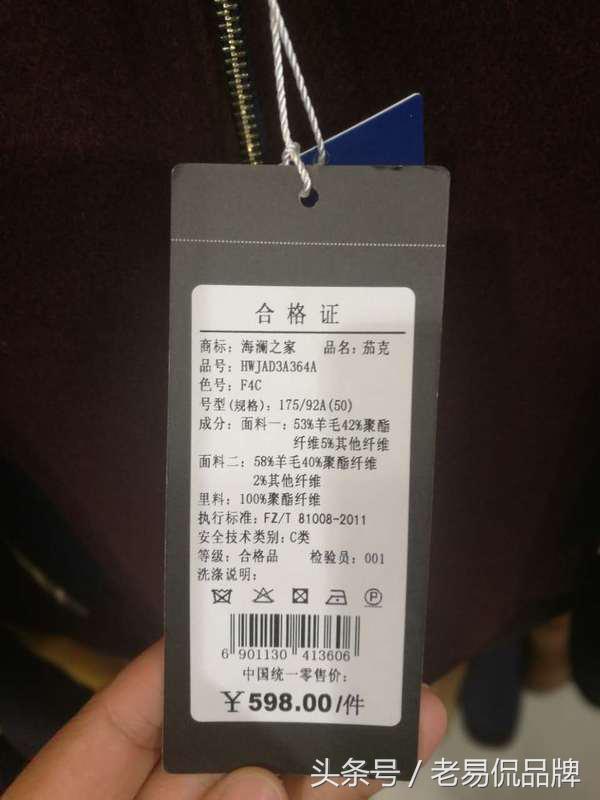 合格证
商标：海澜之家 品名：茄克
品号：HWJAD3A364A
色号：F4C
号型(规格)：175/92A(50)
成分：面料一：53%羊毛42%聚酯
纤维5%其他纤维
面料二：58%羊毛40%聚酯纤维
2%其他纤维
里料：100%聚酯纤维
执行标准：FZ/T 81008-2011
安全技术类别：C类
等级：合格品 检验员：001
洗涤说明：
P
6 901130 413606
中国统一零售价：
¥598.00/件
头条号 / 老易侃品牌